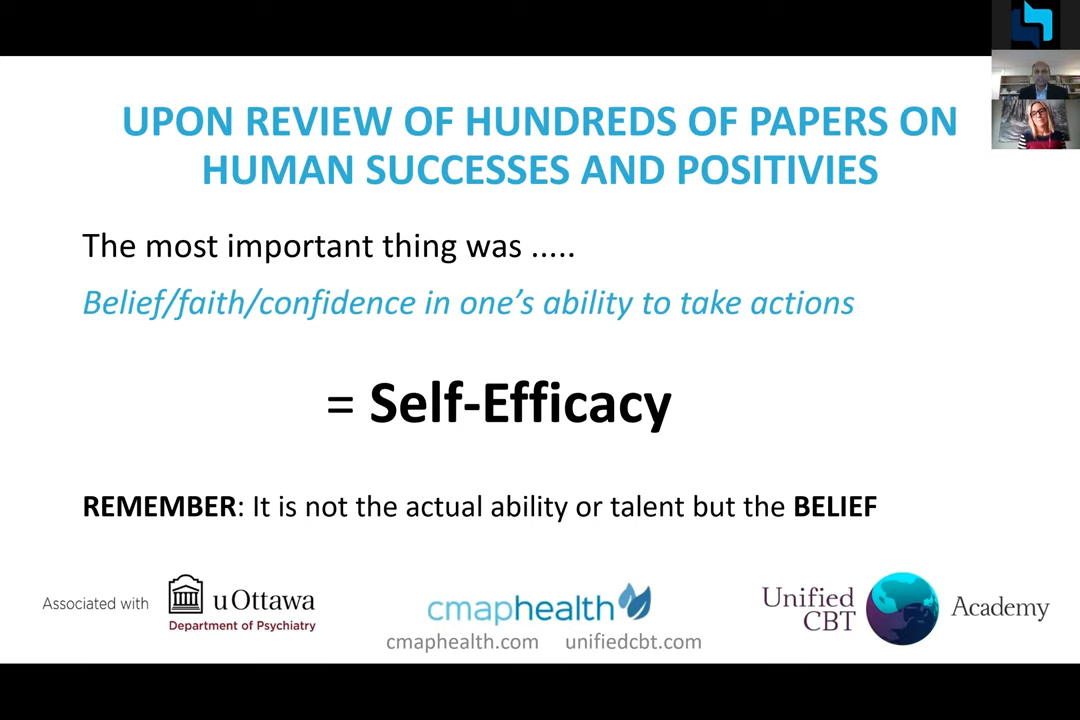 UPON REVIEW OF HUNDREDS OF PAPERS ON
HUMAN SUCCESSES AND POSITIVIES
The most important thing was .....
Belief/faith/confidence in one’s ability to take actions
= Self-Efficacy
REMEMBER: It is not the actual ability or talent but the BELIEF
Associated with
uOttawa
Department of Psychiatry
cmaphealth
cmaphealth.com unifiedcbt.com
Unified
CBT
Academy